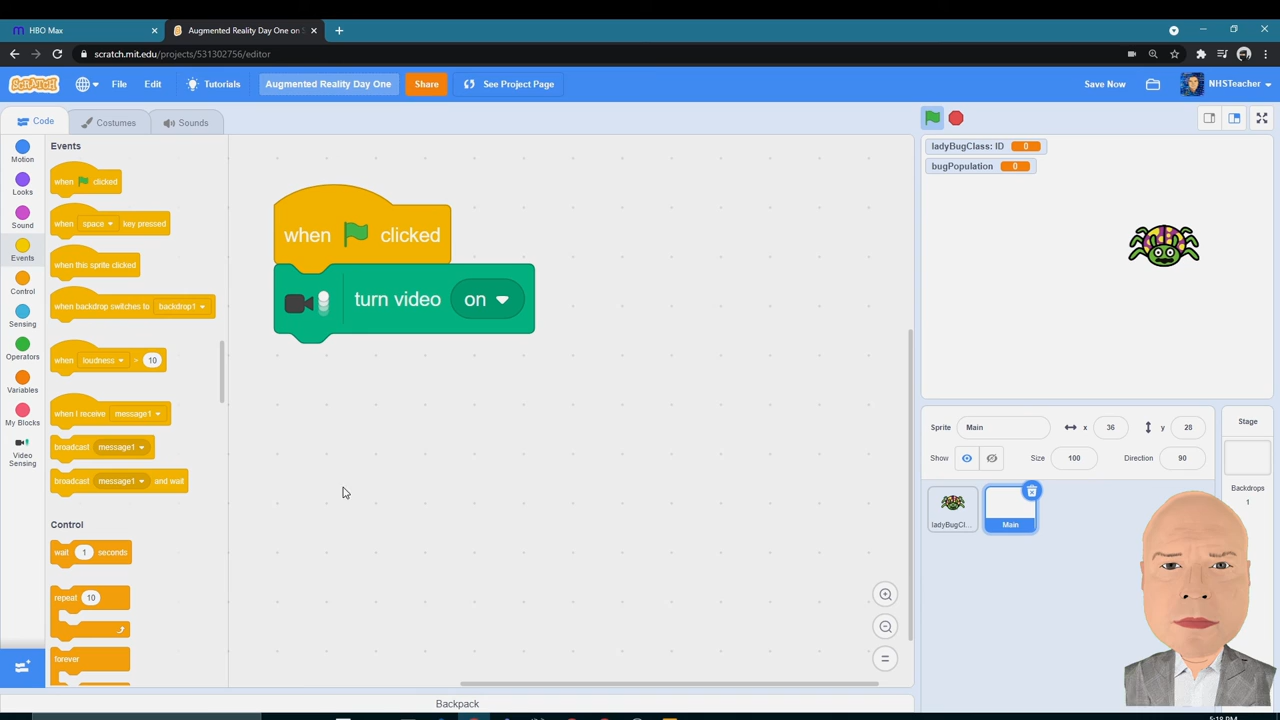 HBO Max
Augmented Reality Day One on S
scratch.mit.edu/projects/531302756/editor
SCRATCH
File
Edit
Tutorials
Augmented Reality Day One
Share
See Project Page
Save Now
NHSTeacher
Code
Costumes
Sounds
Motion
Looks
Sound
Events
Control
Sensing
Operators
Variables
My Blocks
Video
Sensing
Events
when clicked
when space key pressed
when this sprite clicked
when backdrop switches to backdrop1
when loudness > 10
when I receive message1
broadcast message1
broadcast message1 and wait
Control
wait 1 seconds
repeat 10
forever
when clicked
turn video on
ladyBugClass: ID 0
bugPopulation 0
Sprite Main x 36 y 28
Show Size 100 Direction 90
ladyBugCl...
Main
Stage
Backdrops
1
Backpack
5:18 PM